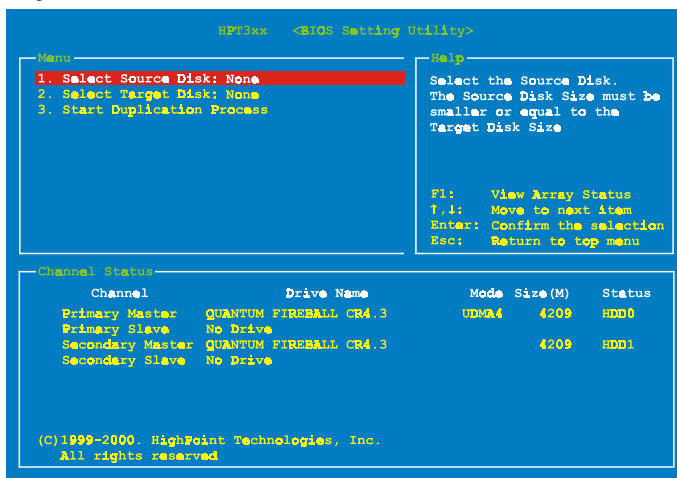 HPT3xx <BIOS Setting Utility>
Menu
1. Select Source Disk: None
2. Select Target Disk: None
3. Start Duplication Process
Help
Select the Source Disk.
The Source Disk Size must be
smaller or equal to the
Target Disk Size
F1: View Array Status
↑,↓: Move to next item
Enter: Confirm the selection
Esc: Return to top menu
Channel Status
Channel Drive Name Mode Size(M) Status
Primary Master QUANTUM FIREBALL CR4.3 UDMA4 4209 HDD0
Primary Slave No Drive
Secondary Master QUANTUM FIREBALL CR4.3 4209 HDD1
Secondary Slave No Drive
(C)1999-2000. HighPoint Technologies, Inc.
All rights reserved